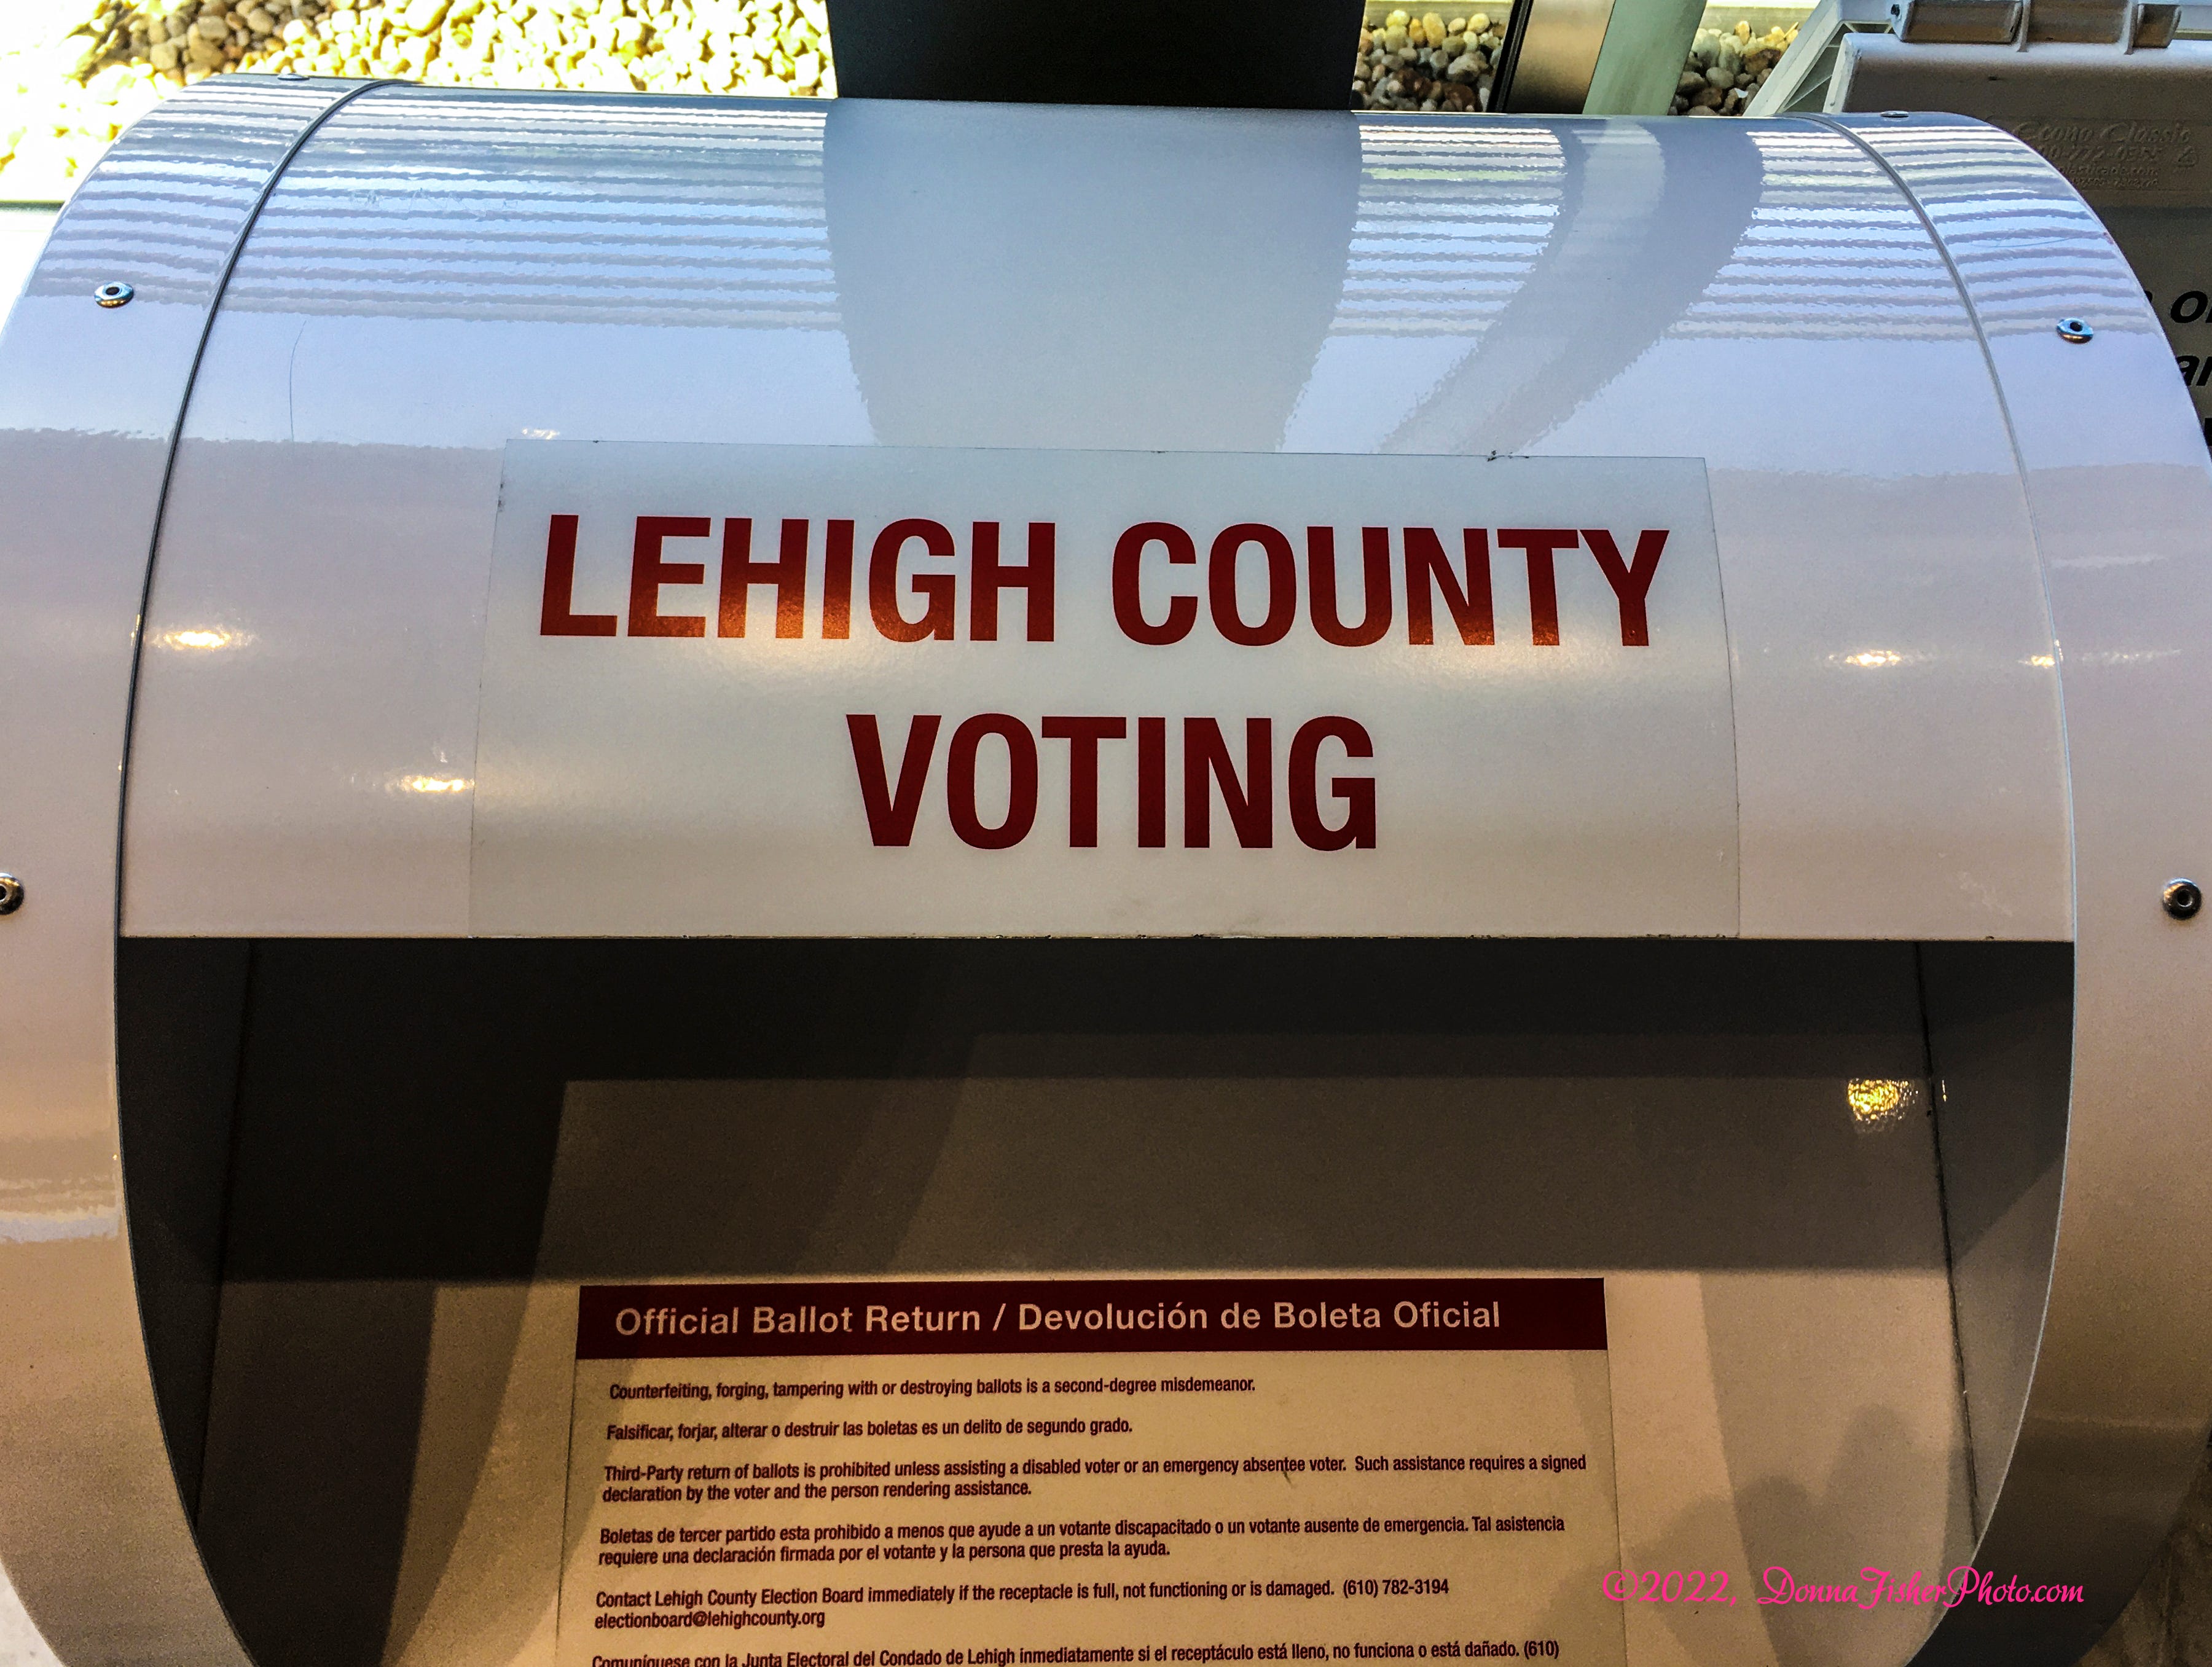 Econo Classic
LEHIGH COUNTY
VOTING
Official Ballot Return / Devolución de Boleta Oficial
Counterfeiting, forging, tampering with or destroying ballots is a second-degree misdemeanor.
Falsificar, forjar, alterar o destruir las boletas es un delito de segundo grado.
Third-Party return of ballots is prohibited unless assisting a disabled voter or an emergency absentee voter. Such assistance requires a signed
declaration by the voter and the person rendering assistance.
Boletas de tercer partido esta prohibido a menos que ayude a un votante discapacitado o un votante ausente de emergencia. Tal asistencia
requiere una declaración firmada por el votante y la persona que presta la ayuda.
Contact Lehigh County Election Board immediately if the receptacle is full, not functioning or is damaged. (610) 782-3194
electionboard@lehighcounty.org
Comuníquese con la Junta Electoral del Condado de Lehigh inmediatamente si el receptáculo está lleno, no funciona o está dañado. (610)
©2022, DonnaFisherPhoto.com